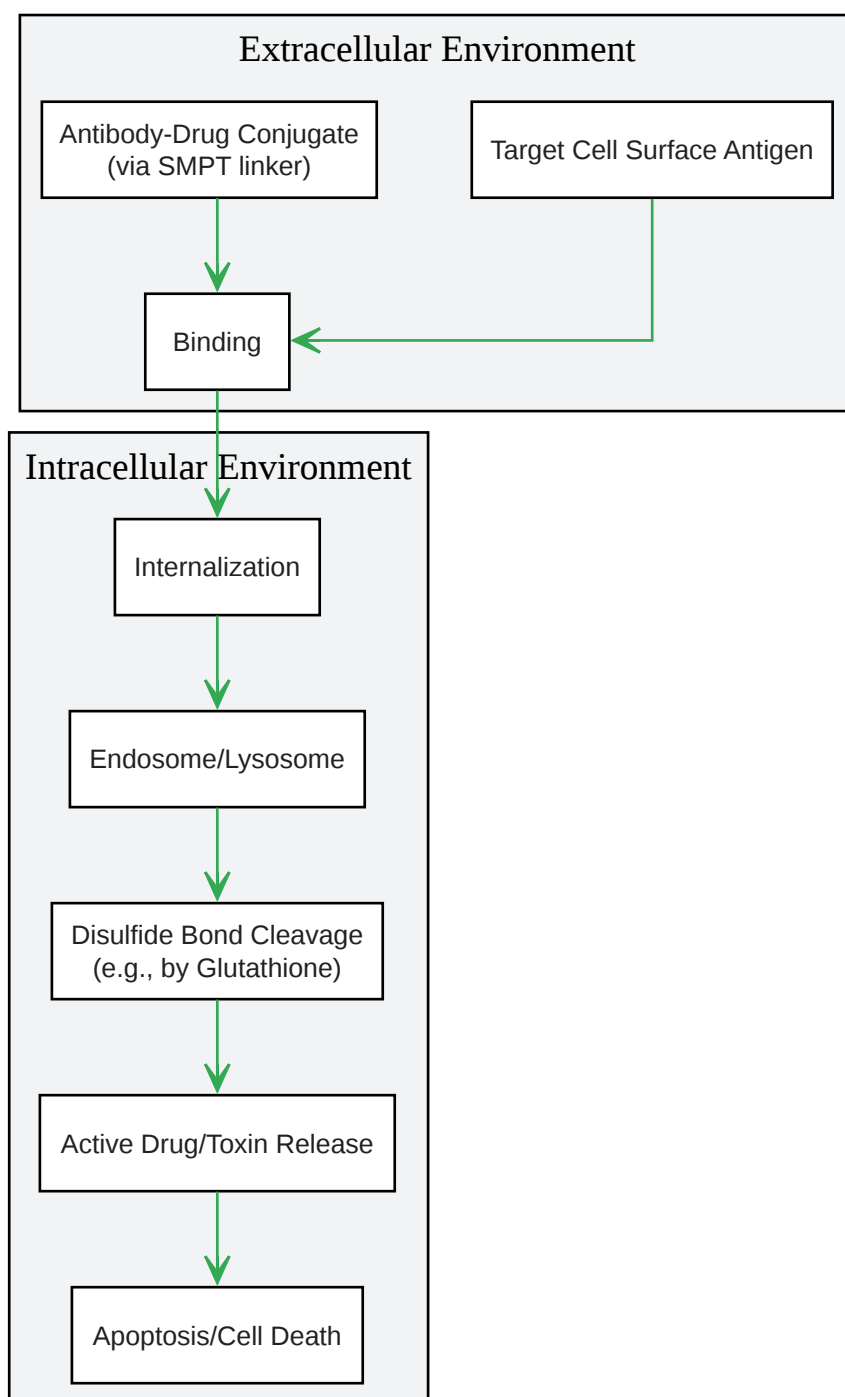 Extracellular Environment
Antibody-Drug Conjugate
(via SMPT linker)
Target Cell Surface Antigen
Binding
Intracellular Environment
Internalization
Endosome/Lysosome
Disulfide Bond Cleavage
(e.g., by Glutathione)
Active Drug/Toxin Release
Apoptosis/Cell Death